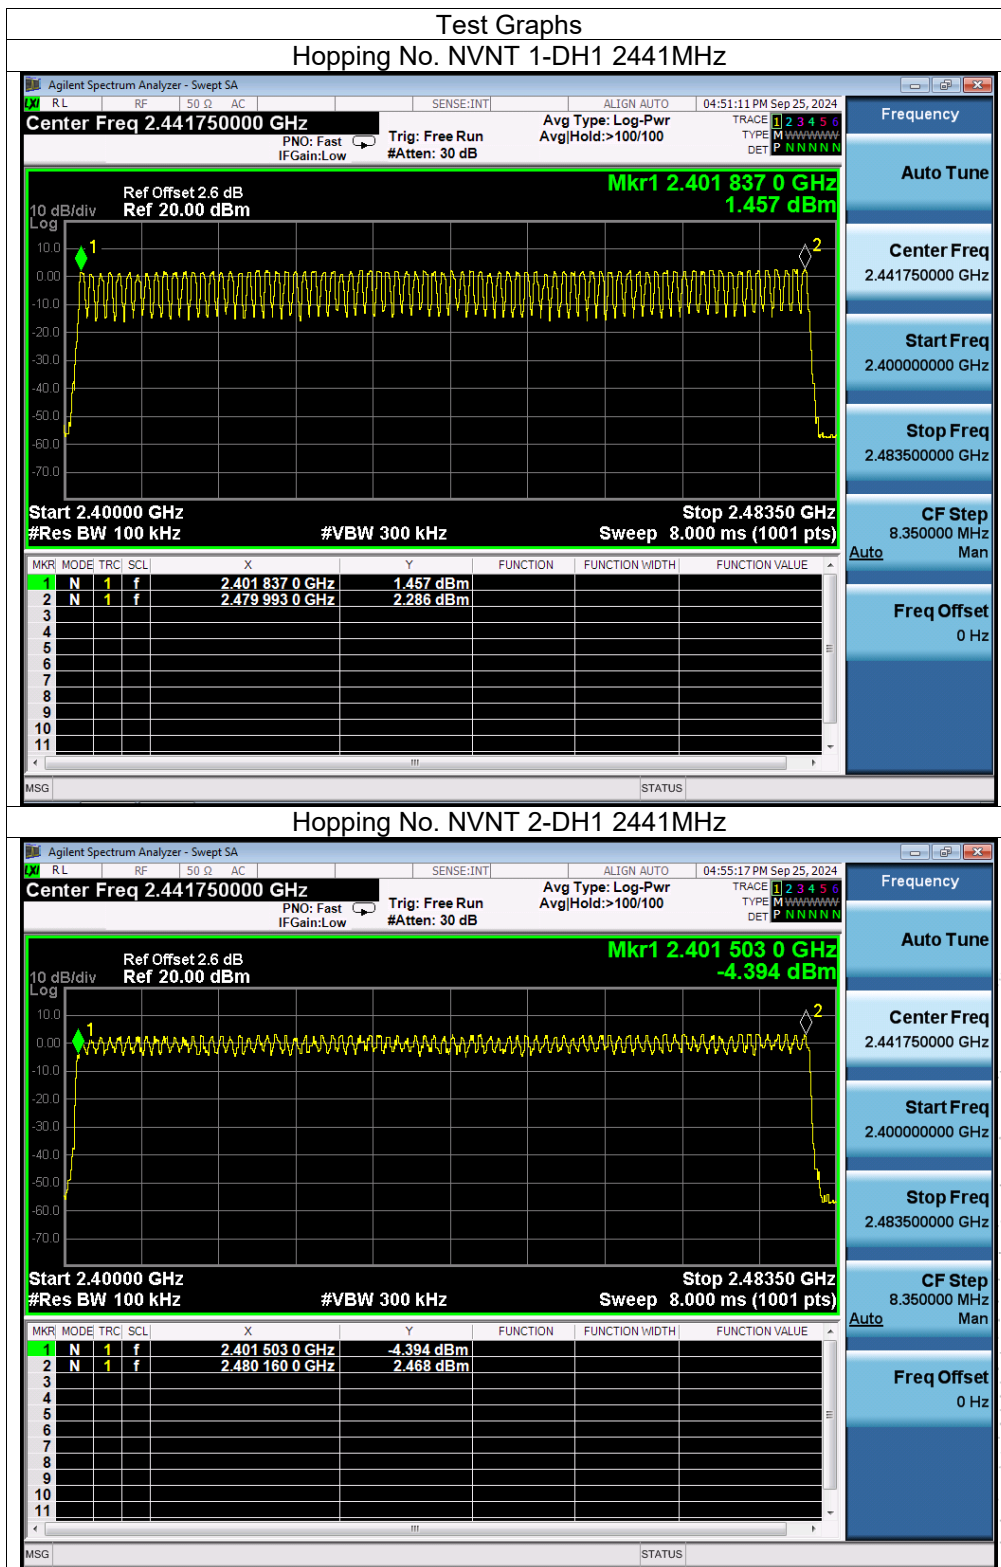 Test Graphs
Hopping No. NVNT 1-DH1 2441MHz
Agilent Spectrum Analyzer - Swept SA
LXI RL RF 50 Ω AC SENSE:INT ALIGN AUTO 04:51:11 PM Sep 25, 2024
Center Freq 2.441750000 GHz
PNO: Fast
IFGain:Low
Trig: Free Run
#Atten: 30 dB
Avg Type: Log-Pwr
Avg|Hold:>100/100
TRACE 1 2 3 4 5 6
TYPE M WWWWW
DET P N N N N N
Mkr1 2.401 837 0 GHz
1.457 dBm
Ref Offset 2.6 dB
10 dB/div Ref 20.00 dBm
Log
1
2
10.0
0.00
-10.0
-20.0
-30.0
-40.0
-50.0
-60.0
-70.0
Start 2.40000 GHz Stop 2.48350 GHz
#Res BW 100 kHz #VBW 300 kHz Sweep 8.000 ms (1001 pts)
MKR MODE TRC SCL X Y FUNCTION FUNCTION WIDTH FUNCTION VALUE
1 N 1 f 2.401 837 0 GHz 1.457 dBm
2 N 1 f 2.479 993 0 GHz 2.286 dBm
3
4
5
6
7
8
9
10
11
MSG STATUS
Frequency
Auto Tune
Center Freq
2.441750000 GHz
Start Freq
2.400000000 GHz
Stop Freq
2.483500000 GHz
CF Step
8.350000 MHz
Auto Man
Freq Offset
0 Hz
Hopping No. NVNT 2-DH1 2441MHz
Agilent Spectrum Analyzer - Swept SA
LXI RL RF 50 Ω AC SENSE:INT ALIGN AUTO 04:55:17 PM Sep 25, 2024
Center Freq 2.441750000 GHz
PNO: Fast
IFGain:Low
Trig: Free Run
#Atten: 30 dB
Avg Type: Log-Pwr
Avg|Hold:>100/100
TRACE 1 2 3 4 5 6
TYPE M WWWWW
DET P N N N N N
Mkr1 2.401 503 0 GHz
-4.394 dBm
Ref Offset 2.6 dB
10 dB/div Ref 20.00 dBm
Log
1
2
10.0
0.00
-10.0
-20.0
-30.0
-40.0
-50.0
-60.0
-70.0
Start 2.40000 GHz Stop 2.48350 GHz
#Res BW 100 kHz #VBW 300 kHz Sweep 8.000 ms (1001 pts)
MKR MODE TRC SCL X Y FUNCTION FUNCTION WIDTH FUNCTION VALUE
1 N 1 f 2.401 503 0 GHz -4.394 dBm
2 N 1 f 2.480 160 0 GHz 2.468 dBm
3
4
5
6
7
8
9
10
11
MSG STATUS
Frequency
Auto Tune
Center Freq
2.441750000 GHz
Start Freq
2.400000000 GHz
Stop Freq
2.483500000 GHz
CF Step
8.350000 MHz
Auto Man
Freq Offset
0 Hz